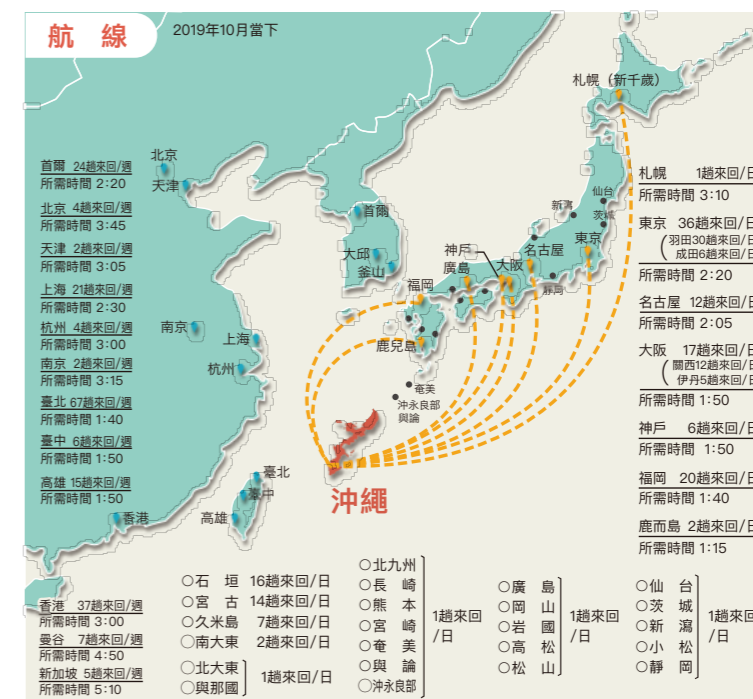 航 線
2019年10月當下
札幌（新千歲）
北京
天津
首爾
大邱
釜山
南京
上海
杭州
臺北
臺中
高雄
香港
新潟
仙台
茨城
神戶
廣島
大阪
名古屋
東京
靜岡
福岡
鹿兒島
奄美
沖永良部
與論
沖繩
首爾 24趟來回/週
所需時間 2:20
北京 4趟來回/週
所需時間 3:45
天津 2趟來回/週
所需時間 3:05
上海 21趟來回/週
所需時間 2:30
杭州 4趟來回/週
所需時間 3:00
南京 2趟來回/週
所需時間 3:15
臺北 67趟來回/週
所需時間 1:40
臺中 6趟來回/週
所需時間 1:50
高雄 15趟來回/週
所需時間 1:50
香港 37趟來回/週
所需時間 3:00
曼谷 7趟來回/週
所需時間 4:50
新加坡 5趟來回/週
所需時間 5:10
札幌 1趟來回/日
所需時間 3:10
東京 36趟來回/日
（羽田30趟來回/日
成田6趟來回/日
所需時間 2:20
名古屋 12趟來回/日
所需時間 2:05
大阪 17趟來回/日
（關西12趟來回/日
伊丹5趟來回/日
所需時間 1:50
神戶 6趟來回/日
所需時間 1:50
福岡 20趟來回/日
所需時間 1:40
鹿而島 2趟來回/日
所需時間 1:15
○石 垣 16趟來回/日
○宮 古 14趟來回/日
○久米島 7趟來回/日
○南大東 2趟來回/日
○北大東
○與那國
1趟來回/日
○北九州
○長 崎
○熊 本
○宮 崎
○奄 美
○與 論
○沖永良部
1趟來回
/日
○廣 島
○岡 山
○岩 國
○高 松
○松 山
1趟來回
/日
○仙 台
○茨 城
○新 瀉
○小 松
○靜 岡
1趟來回
/日